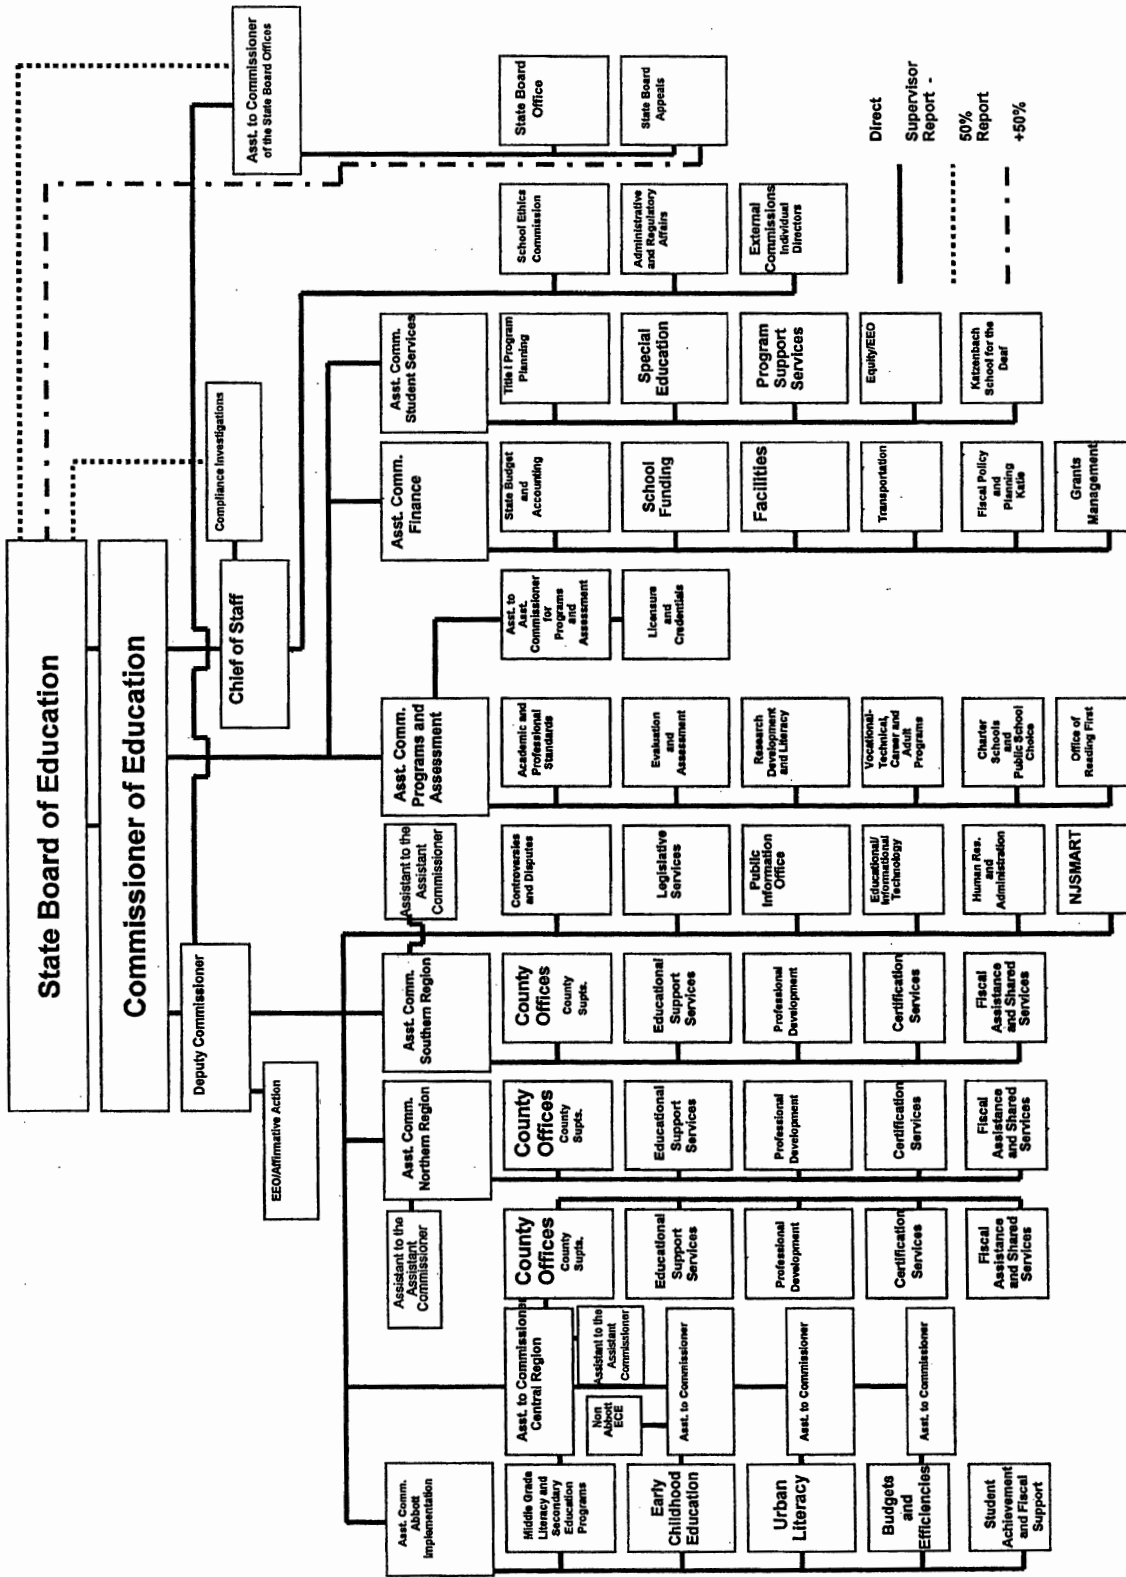 State Board of Education
Commissioner of Education
Deputy Commissioner
EEO/Affirmative Action
Chief of Staff
Compliance Investigations
Asst. to Commissioner
of the State Board Offices
Asst. Comm.
Abbott
Implementation
Middle Grade
Literacy and
Secondary
Education
Programs
Early
Childhood
Education
Urban
Literacy
Budgets
and
Efficiencies
Student
Achievement
and Fiscal
Support
Asst. to Commissioner
Central Region
Assistant to the
Assistant
Commissioner
Non
Abbott
ECE
Asst. to Commissioner
Asst. to Commissioner
Asst. to Commissioner
County
Offices
County
Supts.
Educational
Support
Services
Professional
Development
Certification
Services
Fiscal
Assistance
and Shared
Services
Assistant to the
Assistant
Commissioner
Asst. Comm.
Northern Region
County
Offices
County
Supts.
Educational
Support
Services
Professional
Development
Certification
Services
Fiscal
Assistance
and Shared
Services
Asst. Comm.
Southern Region
County
Offices
County
Supts.
Educational
Support
Services
Professional
Development
Certification
Services
Fiscal
Assistance
and Shared
Services
Assistant to the
Assistant
Commissioner
Controversies
and Disputes
Legislative
Services
Public
Information
Office
Educational/
Informational
Technology
Human Res.
and
Administration
NJSMART
Asst. Comm.
Programs and
Assessment
Academic and
Professional
Standards
Evaluation
and
Assessment
Research
Development
and Literacy
Vocational-
Technical,
Career and
Adult
Programs
Charter
Schools
and
Public School
Choice
Office of
Reading First
Asst. to
Asst.
Commissioner
for
Programs
and
Assessment
Licensure
and
Credentials
Asst. Comm.
Finance
State Budget
and
Accounting
School
Funding
Facilities
Transportation
Fiscal Policy
and
Planning
Katie
Grants
Management
Asst. Comm.
Student Services
Title I Program
Planning
Special
Education
Program
Support
Services
Equity/EEO
Katzenbach
School for the
Deaf
School Ethics
Commission
Administrative
and Regulatory
Affairs
External
Commissions
Individual
Directors
State Board
Office
State Board
Appeals
Direct
Supervisor
Report -
50%
Report
+50%